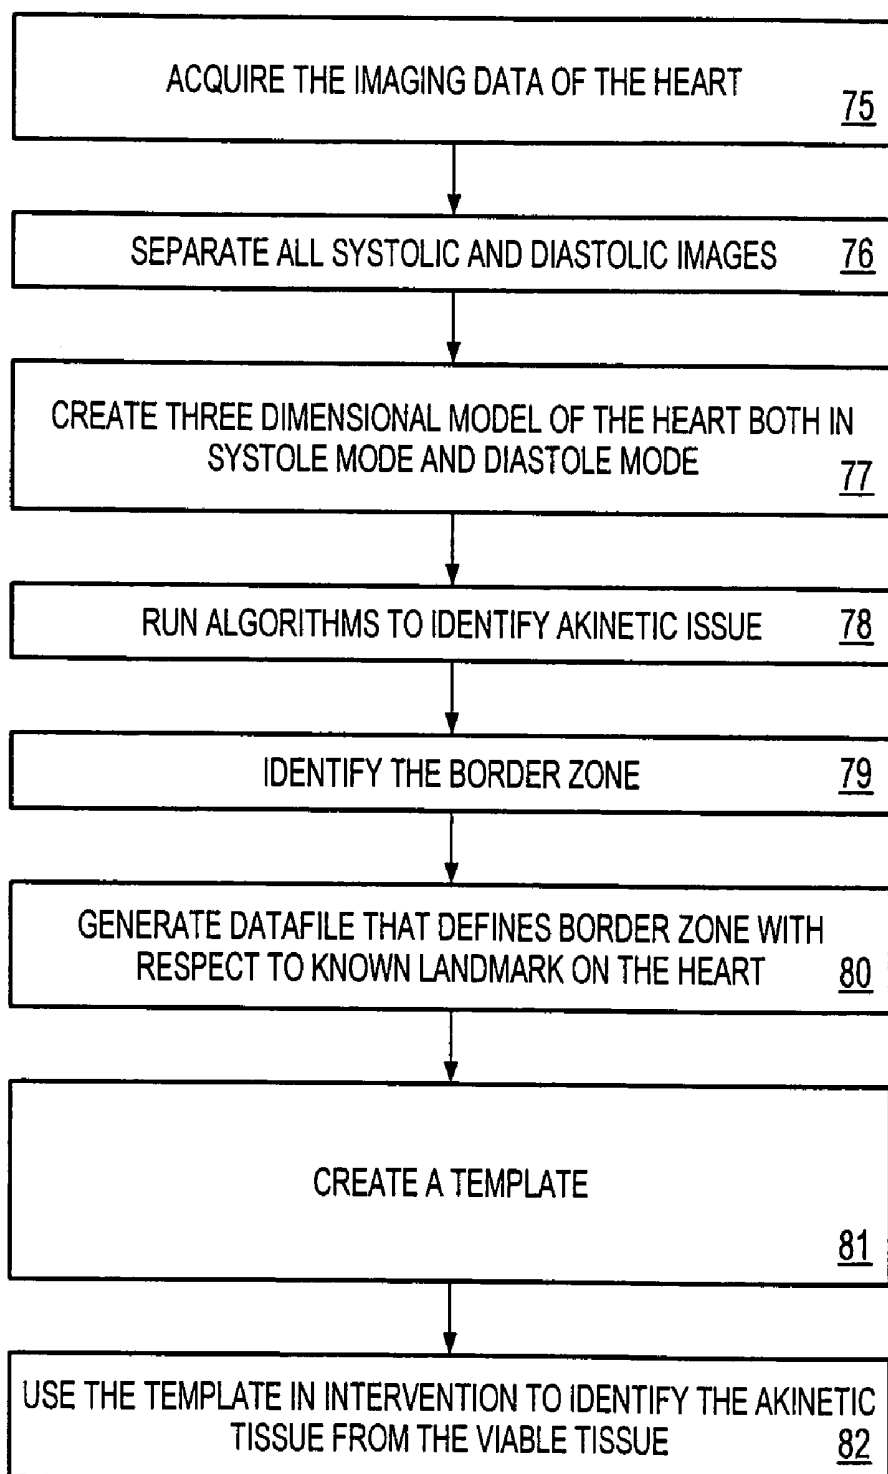 ACQUIRE THE IMAGING DATA OF THE HEART
75
SEPARATE ALL SYSTOLIC AND DIASTOLIC IMAGES 76
CREATE THREE DIMENSIONAL MODEL OF THE HEART BOTH IN
SYSTOLE MODE AND DIASTOLE MODE
77
RUN ALGORITHMS TO IDENTIFY AKINETIC ISSUE 78
IDENTIFY THE BORDER ZONE 79
GENERATE DATAFILE THAT DEFINES BORDER ZONE WITH
RESPECT TO KNOWN LANDMARK ON THE HEART 80
CREATE A TEMPLATE
81
USE THE TEMPLATE IN INTERVENTION TO IDENTIFY THE AKINETIC
TISSUE FROM THE VIABLE TISSUE 82